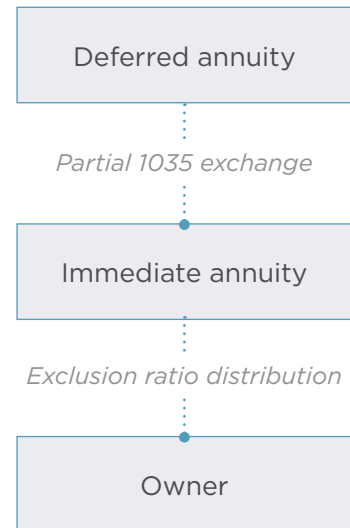 Deferred annuity
Partial 1035 exchange
Immediate annuity
Exclusion ratio distribution
Owner